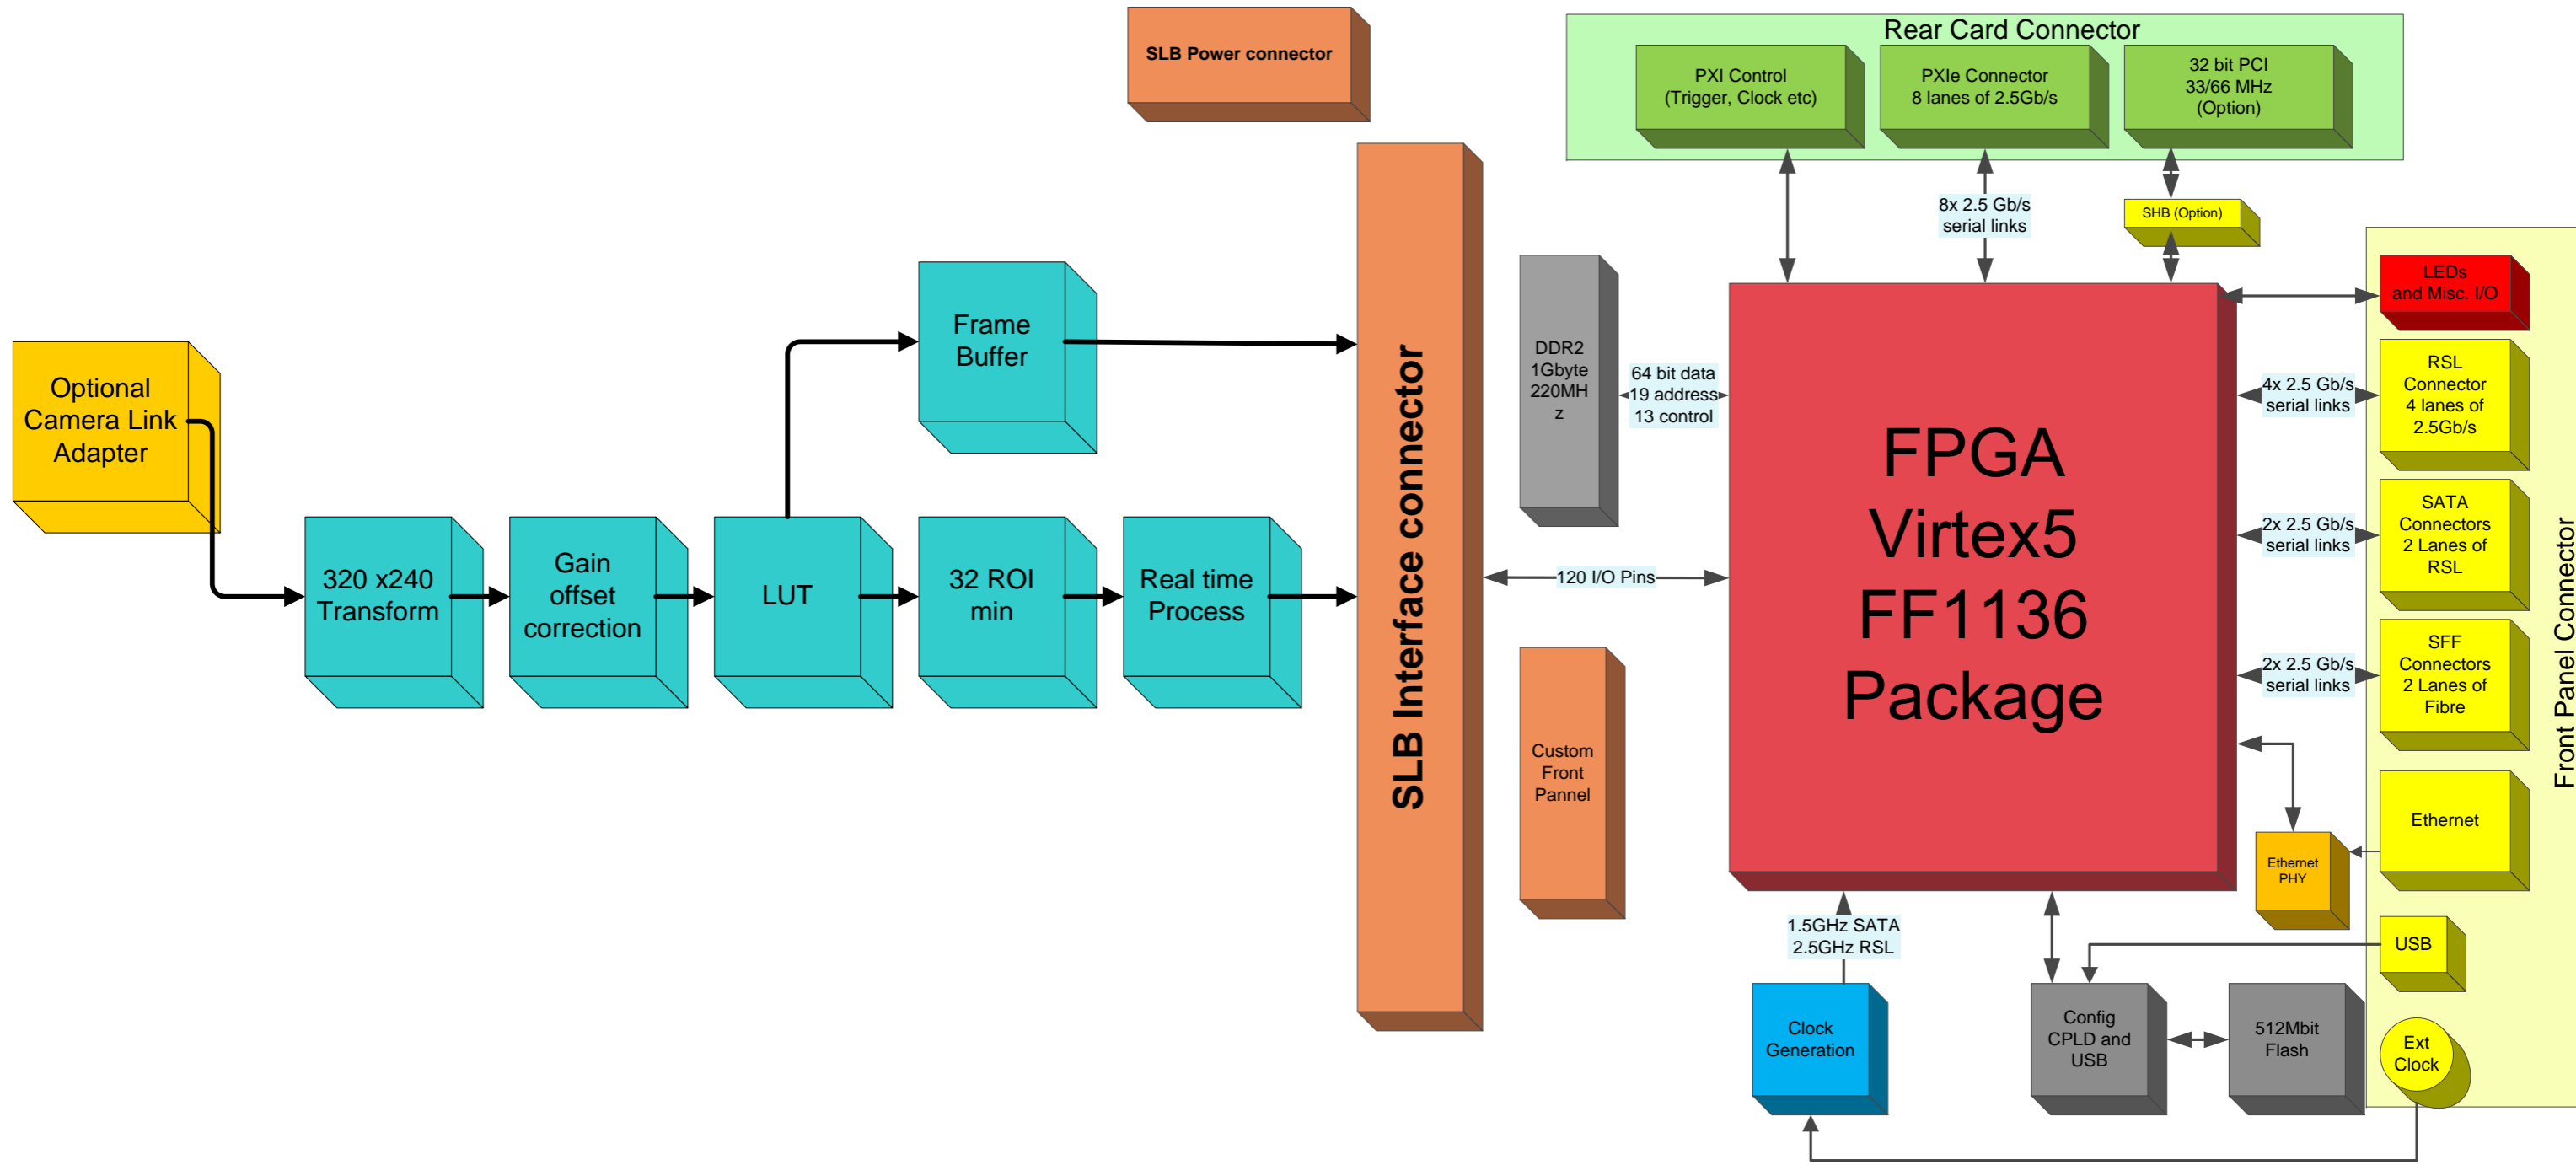 SLB Power connector
Rear Card Connector
PXI Control
(Trigger, Clock etc)
PXIe Connector
8 lanes of 2.5Gb/s
32 bit PCI
33/66 MHz
(Option)
8x 2.5 Gb/s
serial links
SHB (Option)
Optional
Camera Link
Adapter
Frame
Buffer
320 x240
Transform
Gain
offset
correction
LUT
32 ROI
min
Real time
Process
SLB Interface connector
DDR2
1Gbyte
220MH
z
64 bit data
19 address
13 control
120 I/O Pins
Custom
Front
Pannel
FPGA
Virtex5
FF1136
Package
4x 2.5 Gb/s
serial links
2x 2.5 Gb/s
serial links
2x 2.5 Gb/s
serial links
LEDs
and Misc. I/O
RSL
Connector
4 lanes of
2.5Gb/s
SATA
Connectors
2 Lanes of
RSL
SFF
Connectors
2 Lanes of
Fibre
Ethernet
Front Panel Connector
Ethernet
PHY
USB
Ext
Clock
1.5GHz SATA
2.5GHz RSL
Clock
Generation
Config
CPLD and
USB
512Mbit
Flash